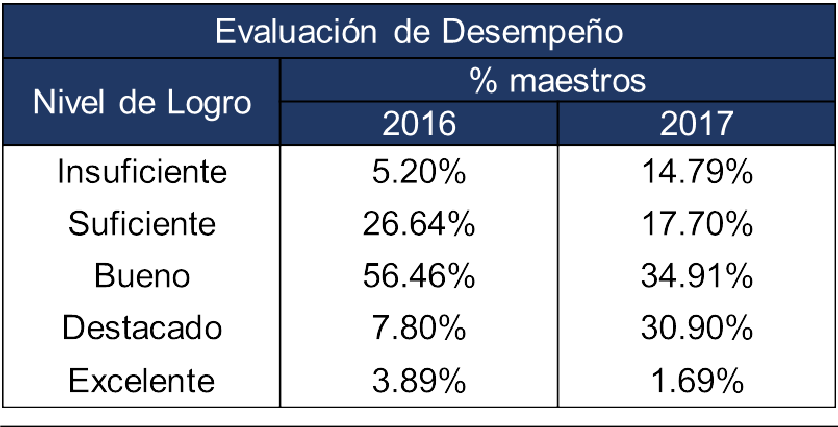 Evaluación de Desempeño
Nivel de Logro
% maestros
2016 2017
Insuficiente 5.20% 14.79%
Suficiente 26.64% 17.70%
Bueno 56.46% 34.91%
Destacado 7.80% 30.90%
Excelente 3.89% 1.69%